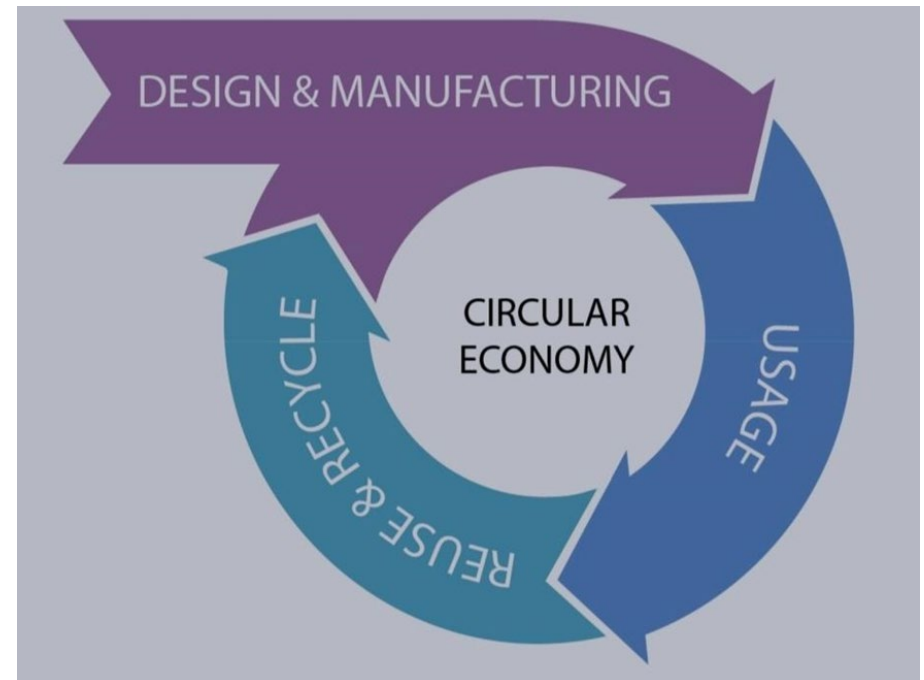 DESIGN & MANUFACTURING
CIRCULAR
ECONOMY
USAGE
REUSE & RECYCLE